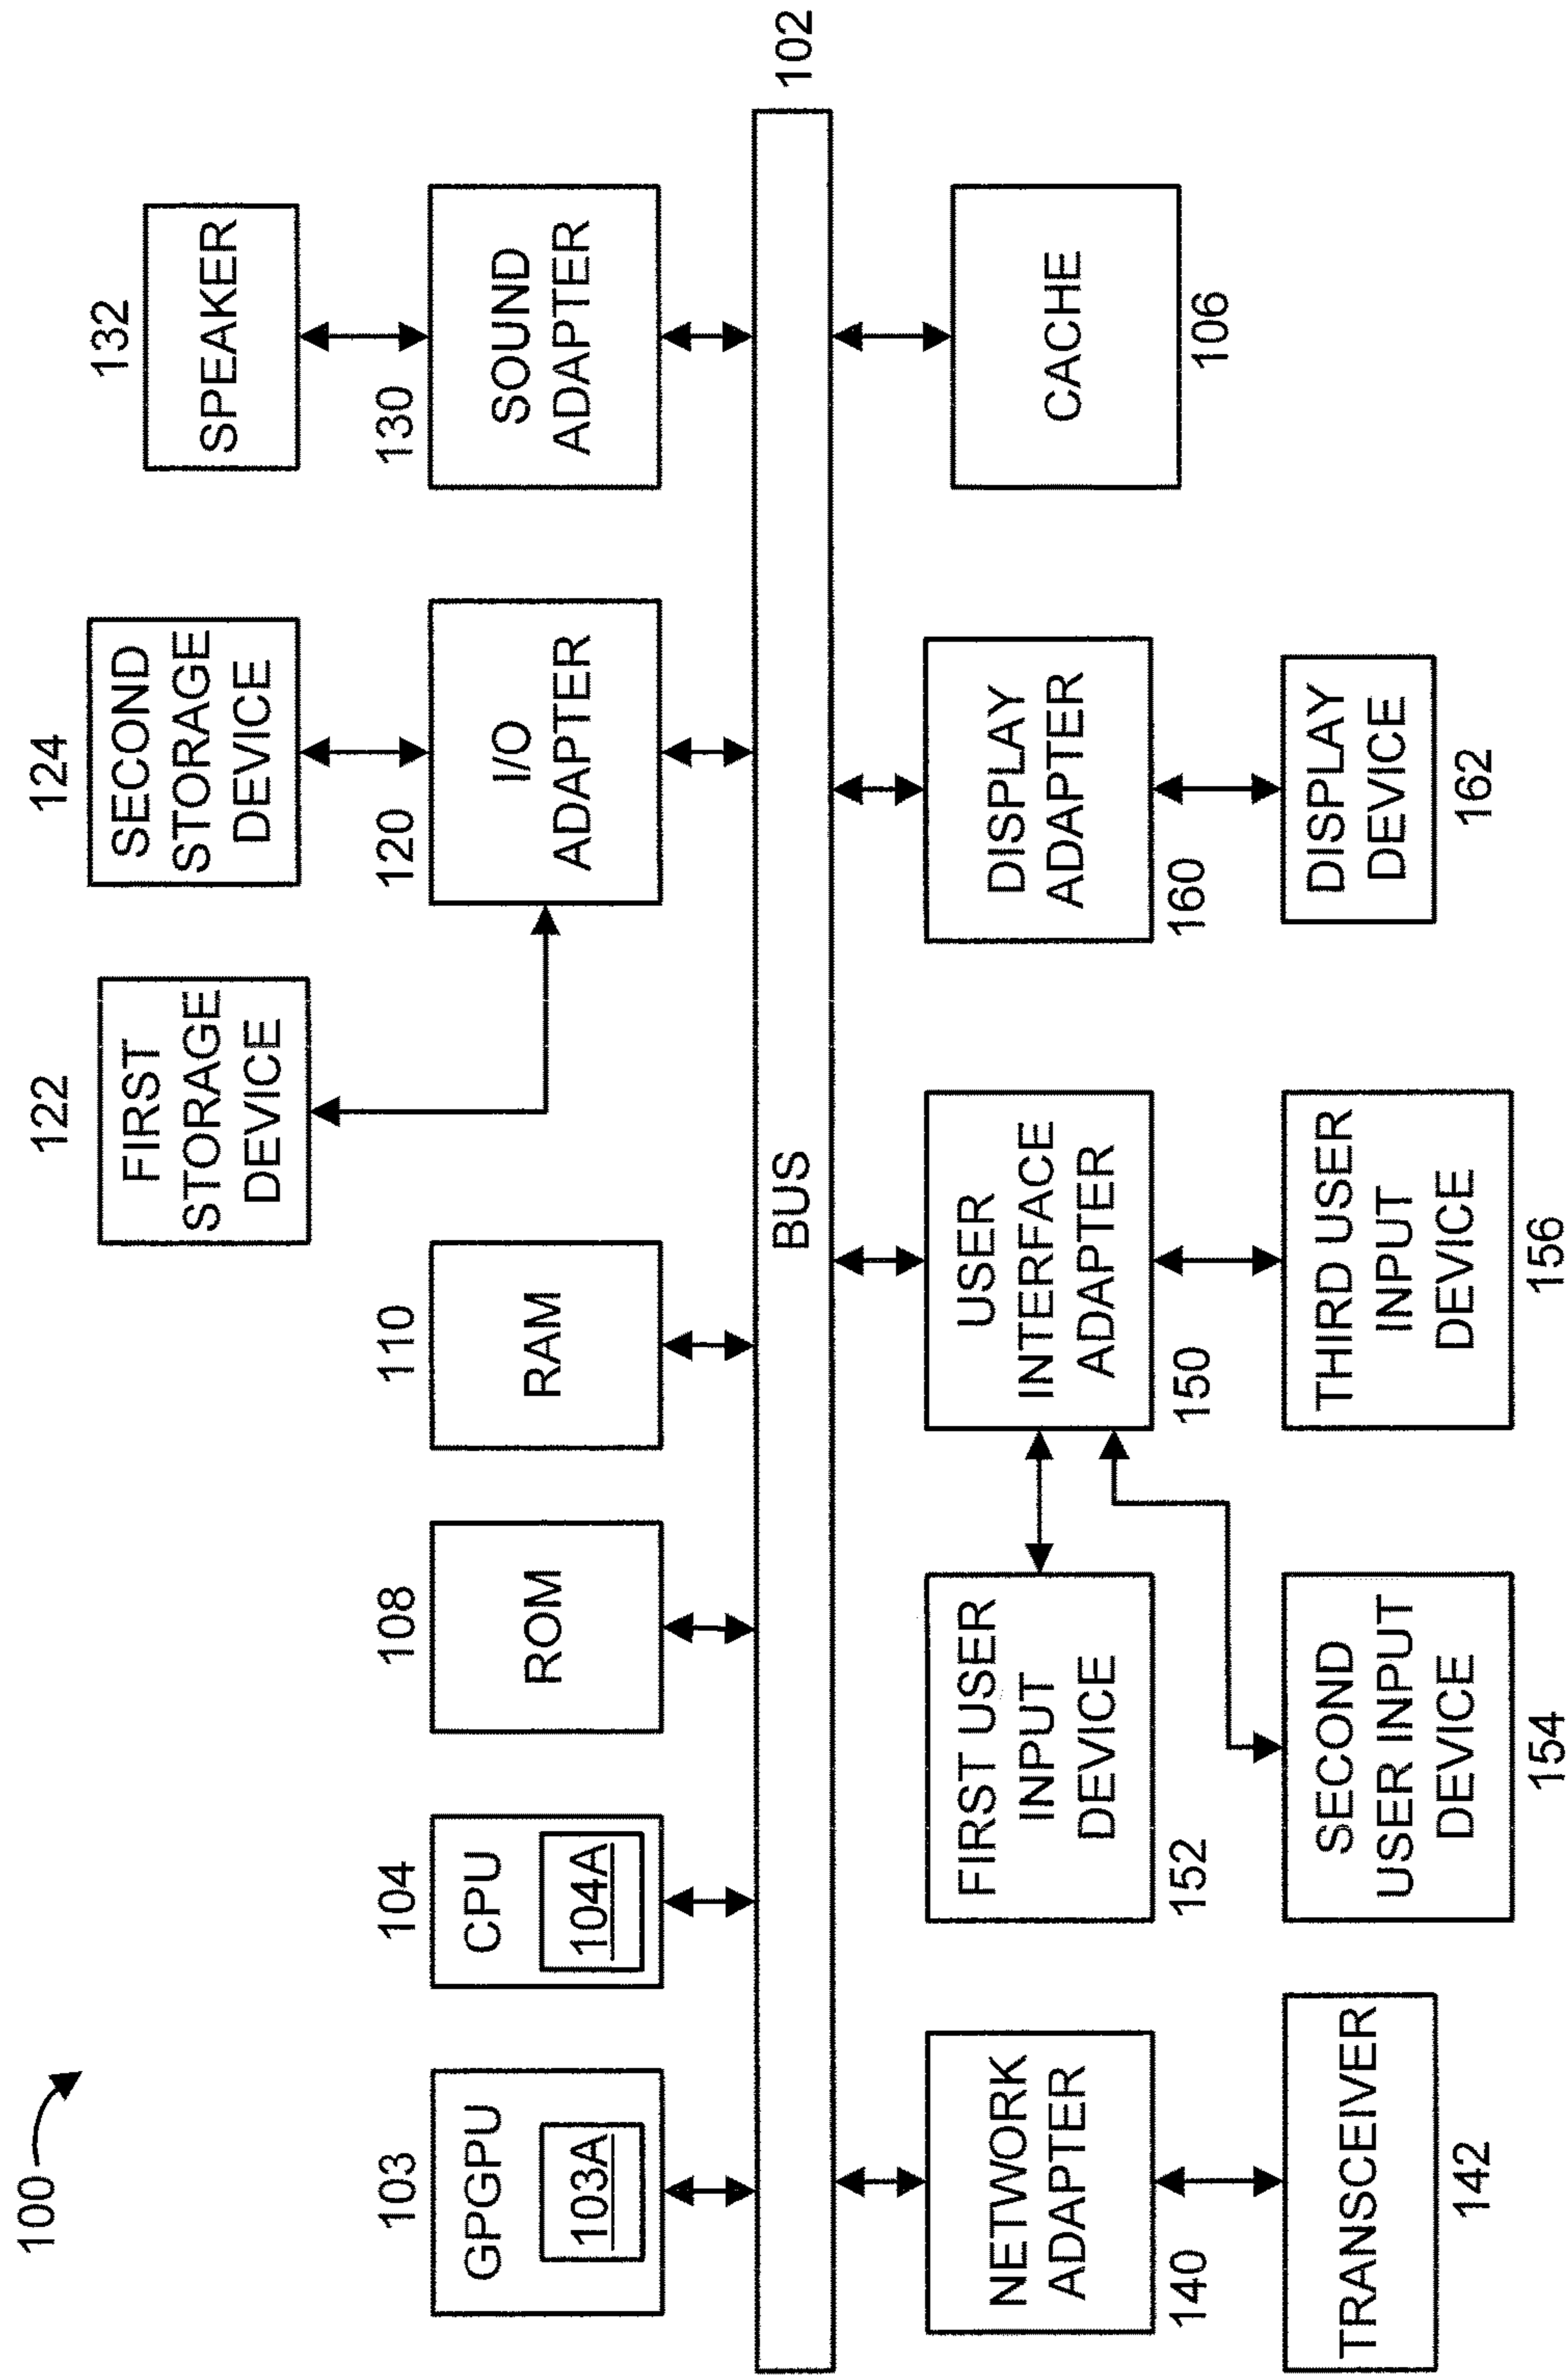 100
122
FIRST
STORAGE
DEVICE
124
SECOND
STORAGE
DEVICE
132
SPEAKER
103
GPGPU
103A
104
CPU
104A
108
ROM
110
RAM
120
I/O
ADAPTER
130
SOUND
ADAPTER
BUS
102
NETWORK
ADAPTER
140
FIRST USER
INPUT
DEVICE
152
USER
INTERFACE
ADAPTER
150
DISPLAY
ADAPTER
160
CACHE
106
TRANSCEIVER
142
SECOND
USER INPUT
DEVICE
154
THIRD USER
INPUT
DEVICE
156
DISPLAY
DEVICE
162